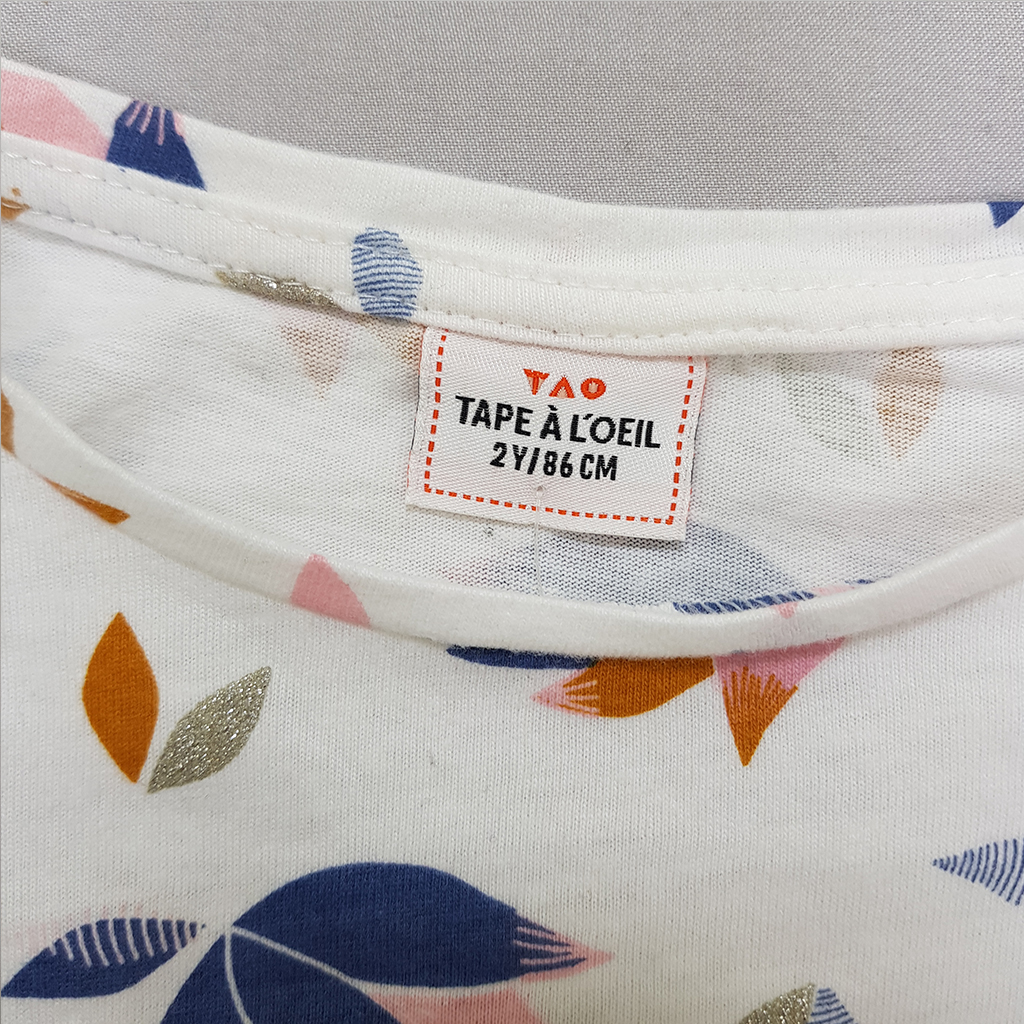 TAO
TAPE À L'OEIL
2Y/86 CM